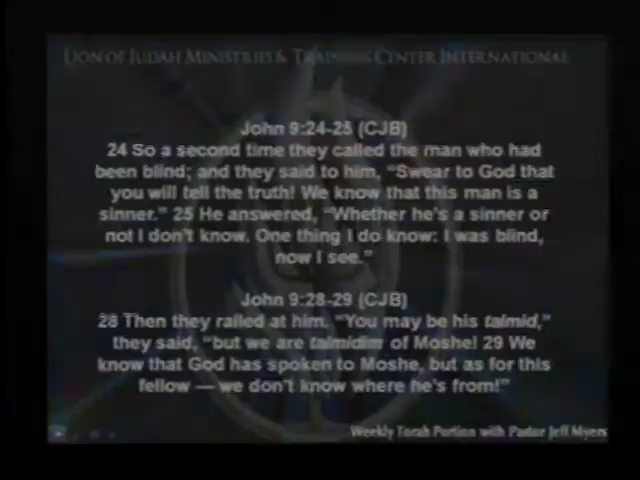 LION OF JUDAH MINISTRIES & TRAINING CENTER INTERNATIONAL
John 9:24-25 (CJB)
24 So a second time they called the man who had
been blind; and they said to him, “Swear to God that
you will tell the truth! We know that this man is a
sinner.” 25 He answered, “Whether he's a sinner or
not I don't know. One thing I do know: I was blind,
now I see.”
John 9:28-29 (CJB)
28 Then they railed at him. “You may be his talmid,”
they said, “but we are talmidim of Moshe! 29 We
know that God has spoken to Moshe, but as for this
fellow — we don't know where he's from!”
Weekly Torah Portion with Pastor Jeff Myers